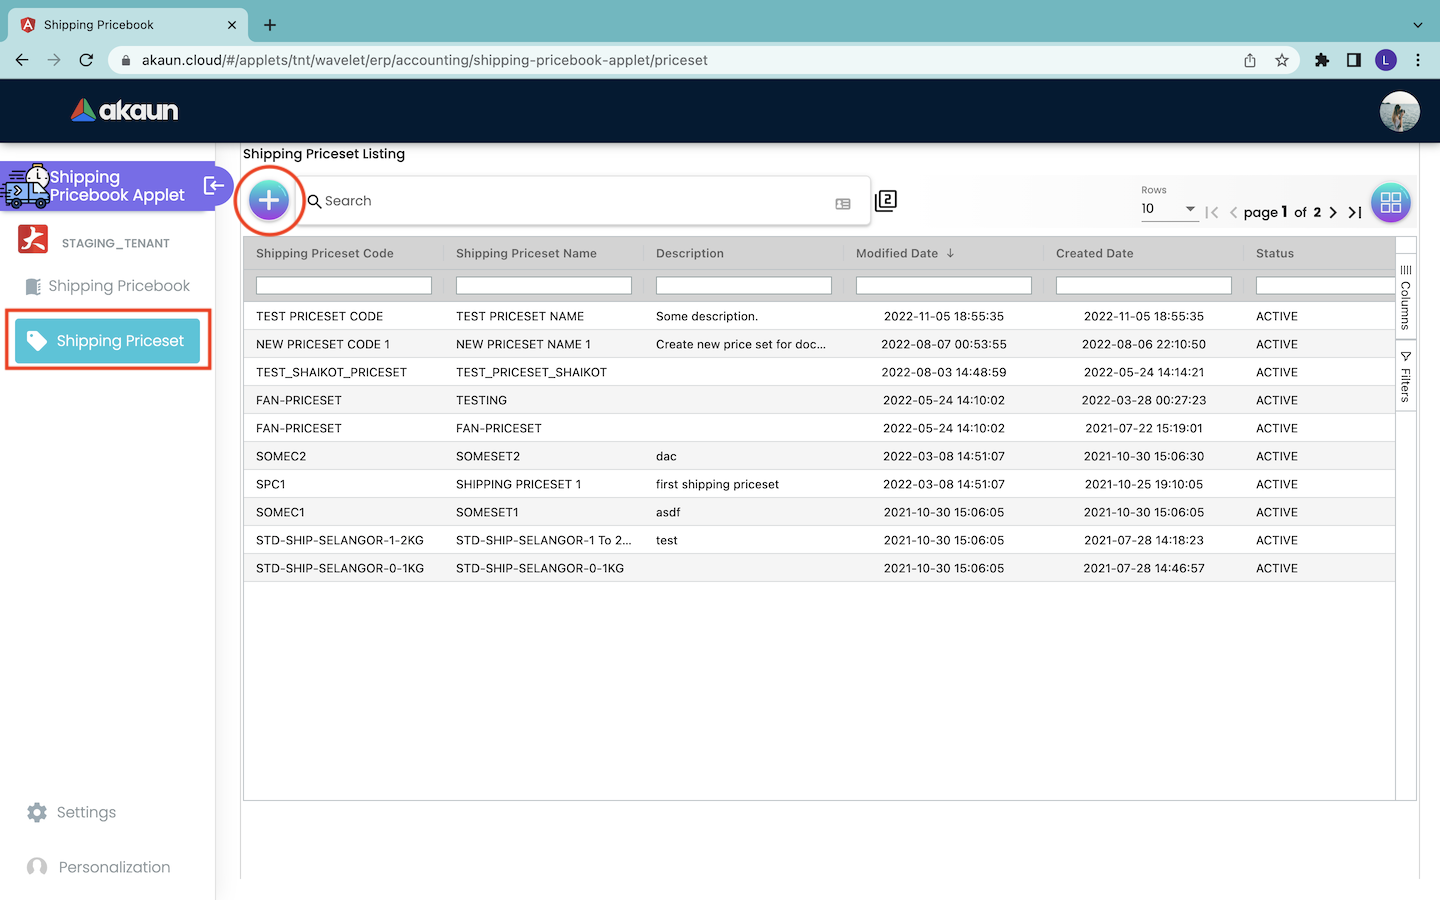 Shipping Pricebook
akaun.cloud/#/applets/tnt/wavelet/erp/accounting/shipping-pricebook-applet/priceset
L
akaun
Shipping Pricebook Applet
STAGING_TENANT
Shipping Pricebook
Shipping Priceset
Settings
Personalization
Shipping Priceset Listing
Search
2
Rows
10
page 1 of 2
Shipping Priceset Code Shipping Priceset Name Description Modified Date Created Date Status
TEST PRICESET CODE TEST PRICESET NAME Some description. 2022-11-05 18:55:35 2022-11-05 18:55:35 ACTIVE
NEW PRICESET CODE 1 NEW PRICESET NAME 1 Create new price set for doc... 2022-08-07 00:53:55 2022-08-06 22:10:50 ACTIVE
TEST_SHAIKOT_PRICESET TEST_PRICESET_SHAIKOT 2022-08-03 14:48:59 2022-05-24 14:14:21 ACTIVE
FAN-PRICESET TESTING 2022-05-24 14:10:02 2022-03-28 00:27:23 ACTIVE
FAN-PRICESET FAN-PRICESET 2022-05-24 14:10:02 2021-07-22 15:19:01 ACTIVE
SOMEC2 SOMESET2 dac 2022-03-08 14:51:07 2021-10-30 15:06:30 ACTIVE
SPC1 SHIPPING PRICESET 1 first shipping priceset 2022-03-08 14:51:07 2021-10-25 19:10:05 ACTIVE
SOMEC1 SOMESET1 asdf 2021-10-30 15:06:05 2021-10-30 15:06:05 ACTIVE
STD-SHIP-SELANGOR-1-2KG STD-SHIP-SELANGOR-1 To 2... test 2021-10-30 15:06:05 2021-07-28 14:18:23 ACTIVE
STD-SHIP-SELANGOR-0-1KG STD-SHIP-SELANGOR-0-1KG 2021-10-30 15:06:05 2021-07-28 14:46:57 ACTIVE
Columns
Filters